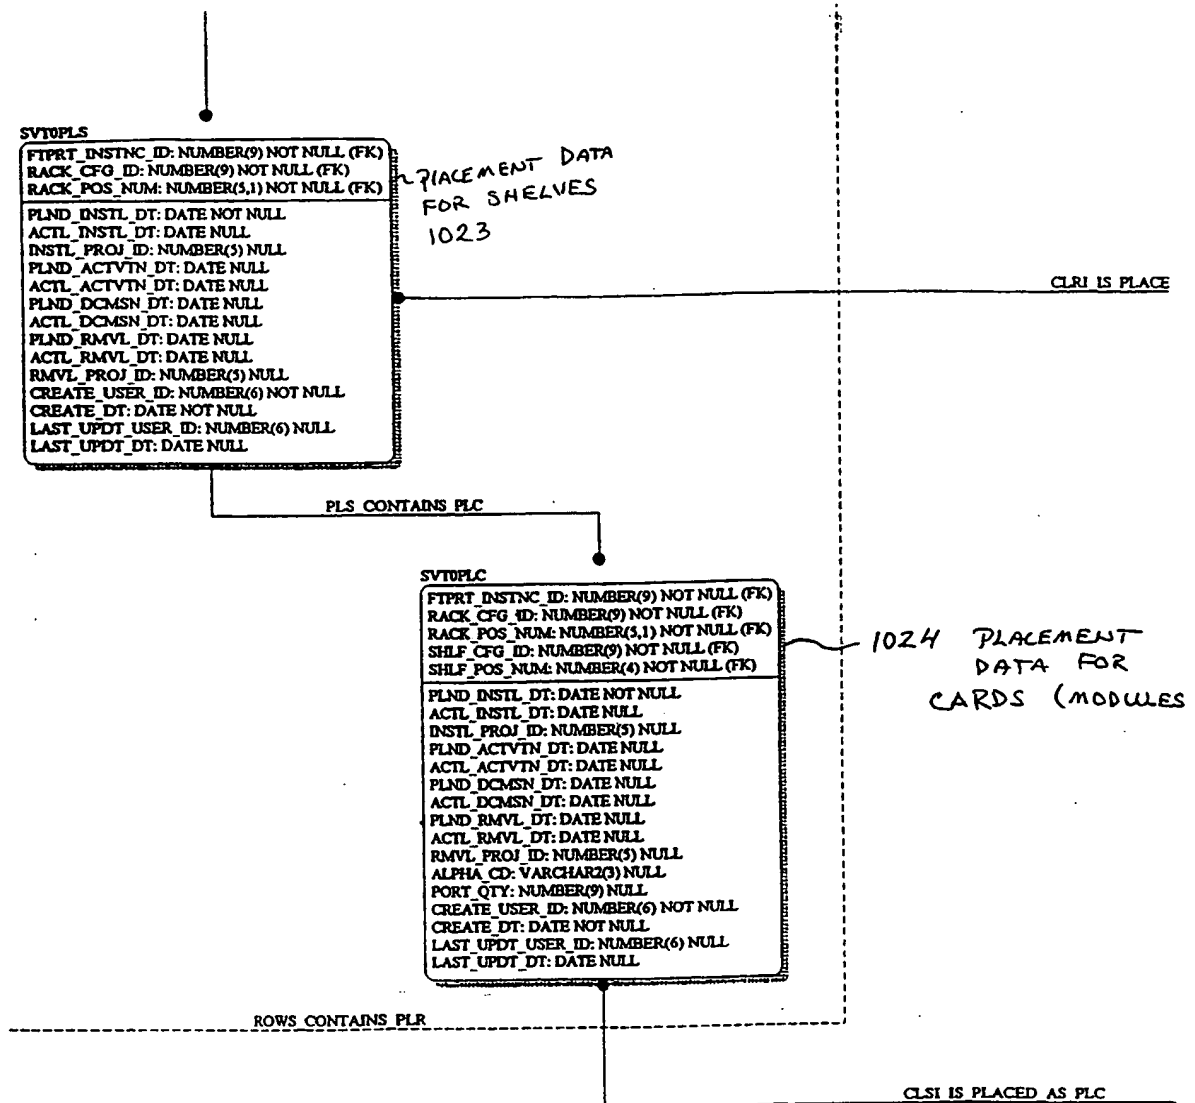 SVT0PLS
FTPRT_INSTNC_ID: NUMBER(9) NOT NULL (FK)
RACK_CFG_ID: NUMBER(9) NOT NULL (FK)
RACK_POS_NUM: NUMBER(5,1) NOT NULL (FK)
PLND_INSTL_DT: DATE NOT NULL
ACTL_INSTL_DT: DATE NULL
INSTL_PROJ_ID: NUMBER(5) NULL
PLND_ACTVTN_DT: DATE NULL
ACTL_ACTVTN_DT: DATE NULL
PLND_DCMSN_DT: DATE NULL
ACTL_DCMSN_DT: DATE NULL
PLND_RMVL_DT: DATE NULL
ACTL_RMVL_DT: DATE NULL
RMVL_PROJ_ID: NUMBER(5) NULL
CREATE_USER_ID: NUMBER(6) NOT NULL
CREATE_DT: DATE NOT NULL
LAST_UPDT_USER_ID: NUMBER(6) NULL
LAST_UPDT_DT: DATE NULL
PLACEMENT DATA
FOR SHELVES
1023
CLRI IS PLACE
PLS CONTAINS PLC
SVT0PLC
FTPRT_INSTNC_ID: NUMBER(9) NOT NULL (FK)
RACK_CFG_ID: NUMBER(9) NOT NULL (FK)
RACK_POS_NUM: NUMBER(5,1) NOT NULL (FK)
SHLF_CFG_ID: NUMBER(9) NOT NULL (FK)
SHLF_POS_NUM: NUMBER(4) NOT NULL (FK)
PLND_INSTL_DT: DATE NOT NULL
ACTL_INSTL_DT: DATE NULL
INSTL_PROJ_ID: NUMBER(5) NULL
PLND_ACTVTN_DT: DATE NULL
ACTL_ACTVTN_DT: DATE NULL
PLND_DCMSN_DT: DATE NULL
ACTL_DCMSN_DT: DATE NULL
PLND_RMVL_DT: DATE NULL
ACTL_RMVL_DT: DATE NULL
RMVL_PROJ_ID: NUMBER(5) NULL
ALPHA_CD: VARCHAR2(3) NULL
PORT_QTY: NUMBER(9) NULL
CREATE_USER_ID: NUMBER(6) NOT NULL
CREATE_DT: DATE NOT NULL
LAST_UPDT_USER_ID: NUMBER(6) NULL
LAST_UPDT_DT: DATE NULL
1024 PLACEMENT
DATA FOR
CARDS (MODULES
ROWS CONTAINS PLR
CLSI IS PLACED AS PLC